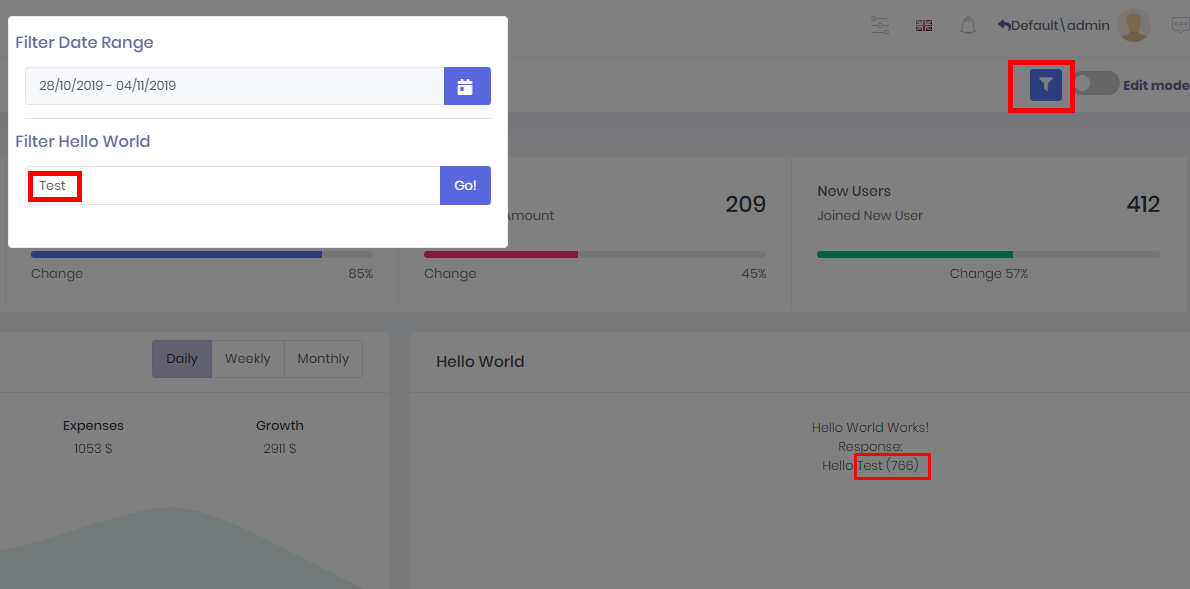 Default\admin
Filter Date Range
28/10/2019 - 04/11/2019
Edit mode
Filter Hello World
Test
Go!
Amount
209
New Users
Joined New User
412
Change
85%
Change
45%
Change 57%
Daily
Weekly
Monthly
Expenses
1053 $
Growth
2911 $
Hello World
Hello World Works!
Response:
Hello Test (766)